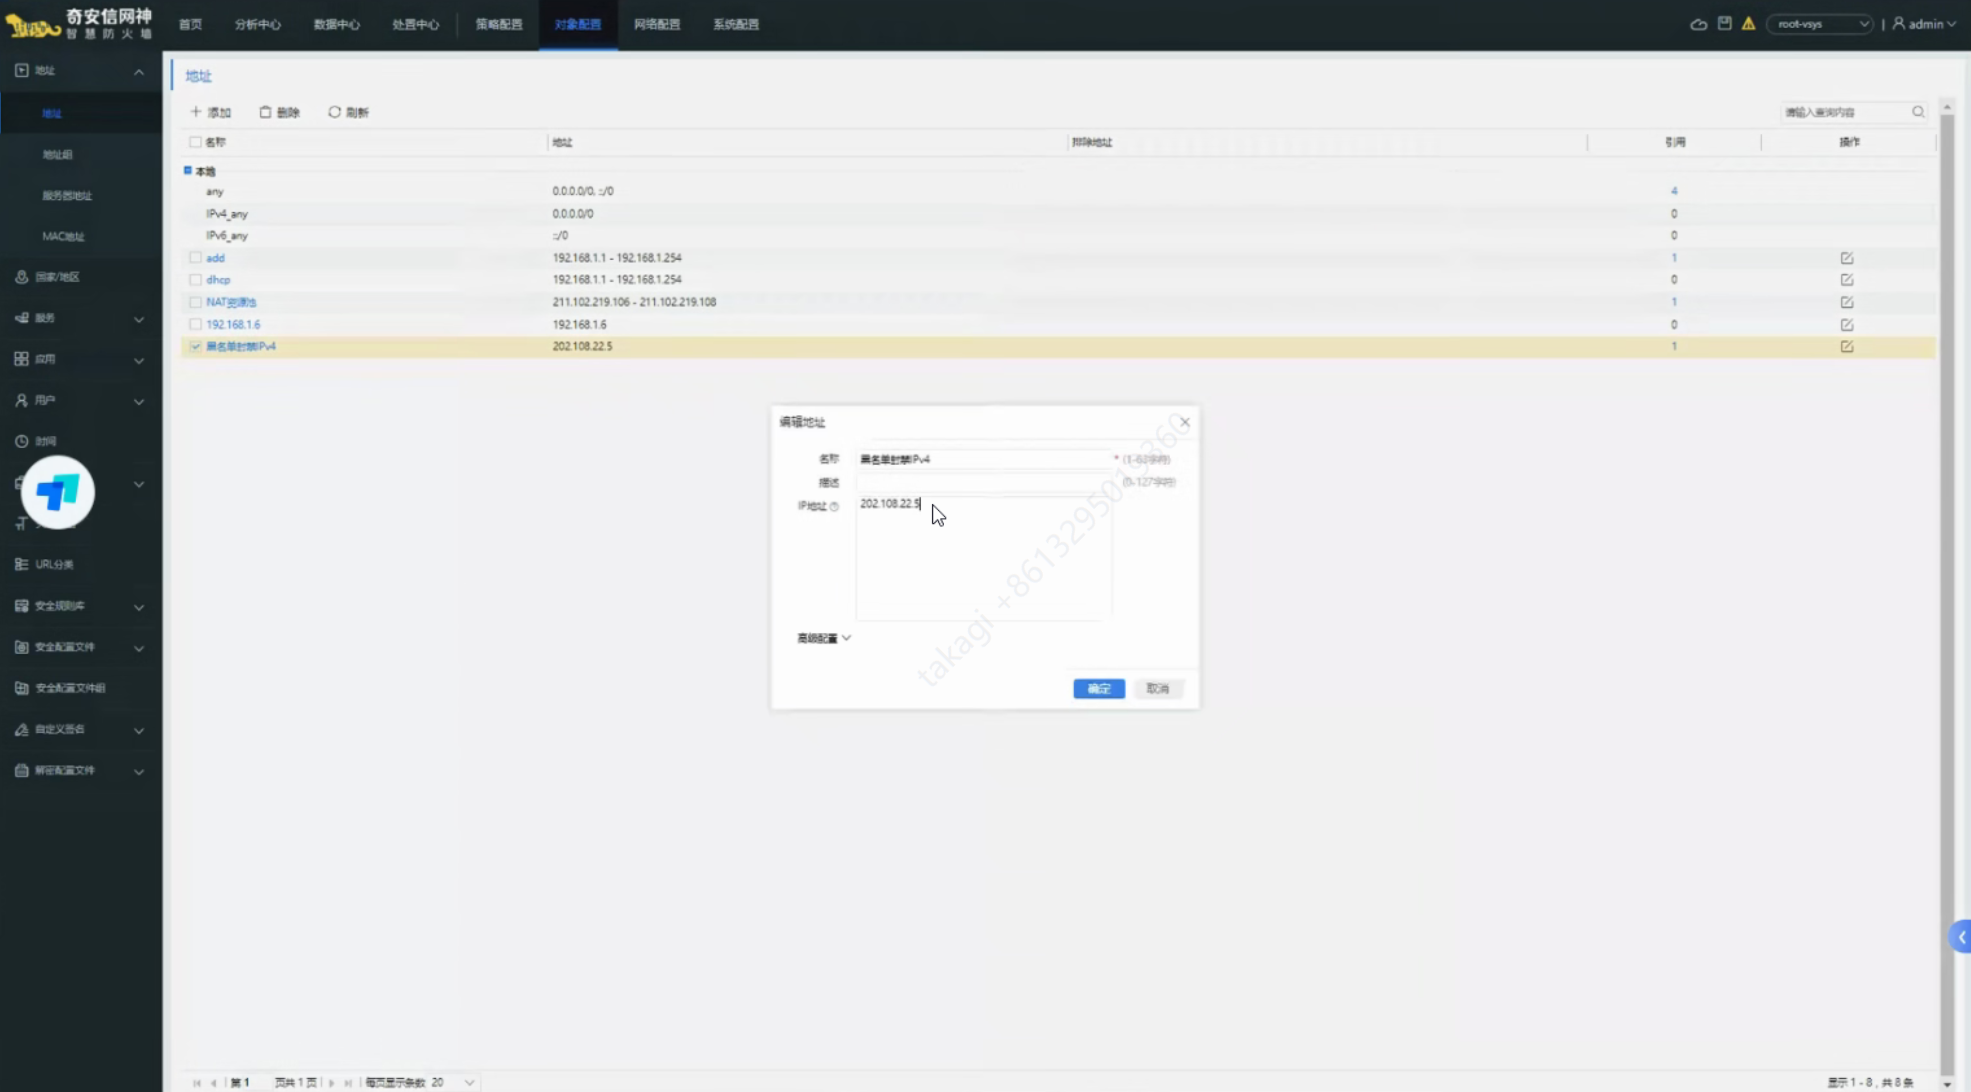 奇安信网神
智慧防火墙
首页 分析中心 数据中心 处置中心 策略配置 对象配置 网络配置 系统配置
root-vsys | admin
地址
地址
地址组
服务器地址
MAC地址
国家/地区
服务
应用
用户
时间
URL分类
安全规则库
安全配置文件
安全配置文件组
自定义签名
解密配置文件
地址
添加 删除 刷新
请输入查询内容
名称 地址 排除地址 引用 操作
本地
any 0.0.0.0/0, ::/0 4
IPv4_any 0.0.0.0/0 0
IPv6_any ::/0 0
add 192.168.1.1 - 192.168.1.254 1
dhcp 192.168.1.1 - 192.168.1.254 0
NAT资源池 211.102.219.106 - 211.102.219.108 1
192.168.1.6 192.168.1.6 0
黑名单封禁IPv4 202.108.22.5 1
编辑地址
名称 黑名单封禁IPv4 * (1-63字符)
描述 (0-127字符)
IP地址 202.108.22.5
高级配置
确定 取消
takagi +8613295019360
第 1 页共 1 页 | 每页显示条数 20
显示 1 - 8 , 共 8 条